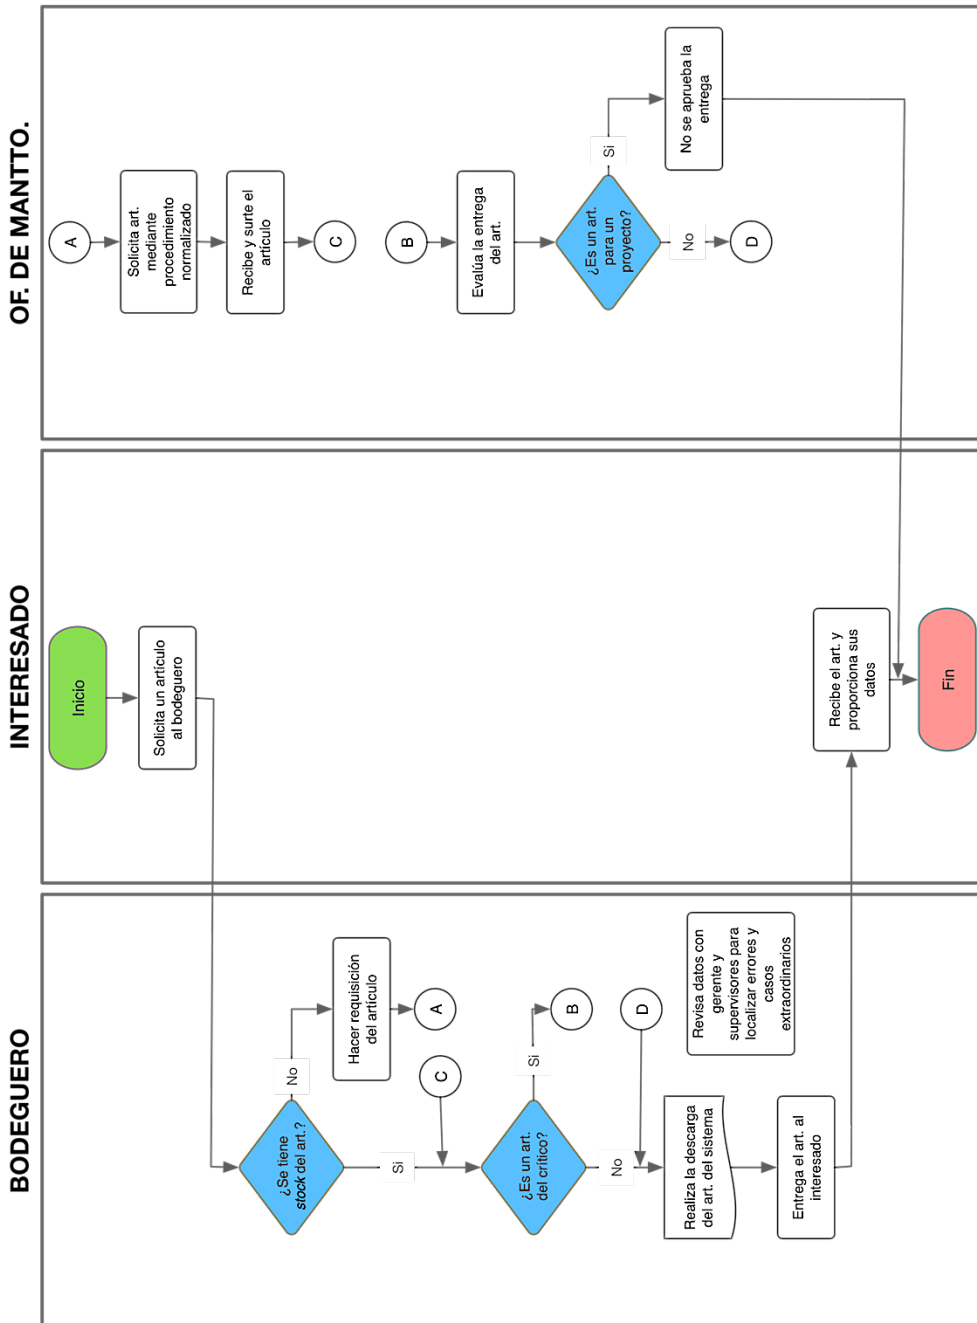 BODEGUERO
¿Se tiene
stock del art.?
No
Hacer requisición
del artículo
A
Si
C
¿Es un art.
del crítico?
Si
B
No
D
Realiza la descarga
del art. del sistema
Revisa datos con
gerente y
supervisores para
localizar errores y
casos
extraordinarios
Entrega el art. al
interesado
INTERESADO
Inicio
Solicita un artículo
al bodeguero
Recibe el art. y
proporciona sus
datos
Fin
OF. DE MANTTO.
A
Solicita art.
mediante
procedimiento
normalizado
Recibe y surte el
artículo
C
B
Evalúa la entrega
del art.
¿Es un art.
para un
proyecto?
Si
No se aprueba la
entrega
No
D